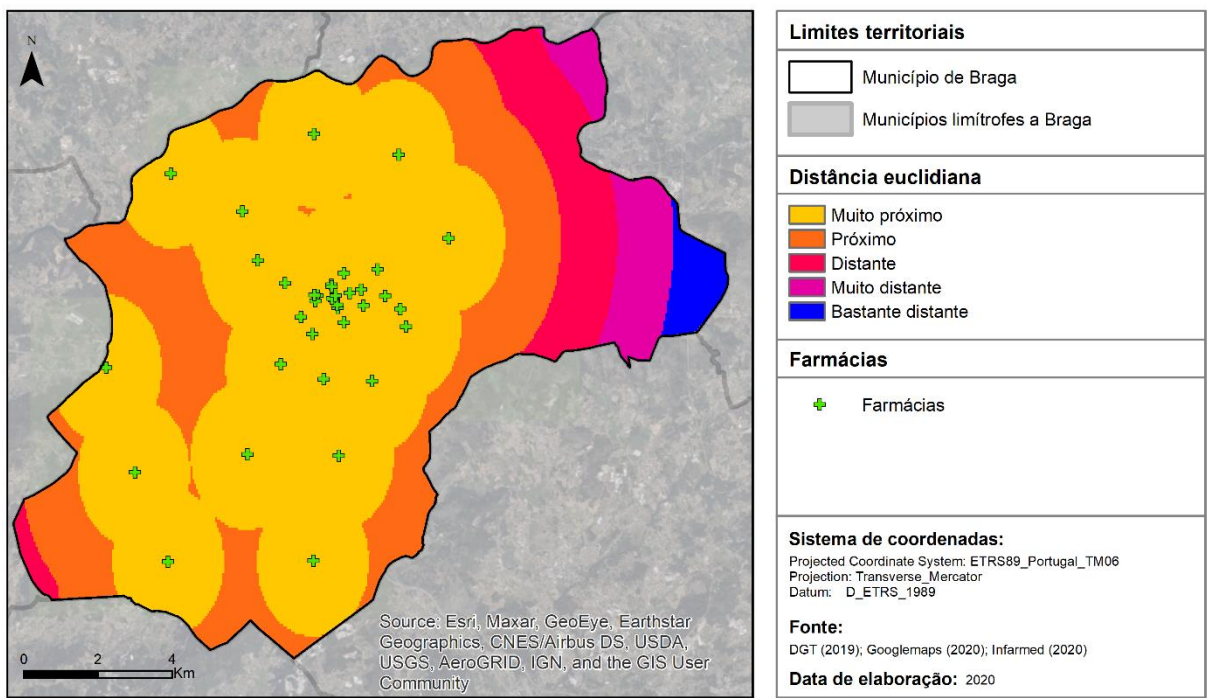 N
Source: Esri, Maxar, GeoEye, Earthstar
Geographics, CNES/Airbus DS, USDA,
USGS, AeroGRID, IGN, and the GIS User
Community
0 2 4
Km
Limites territoriais
Município de Braga
Municípios limítrofes a Braga
Distância euclidiana
Muito próximo
Próximo
Distante
Muito distante
Bastante distante
Farmácias
Farmácias
Sistema de coordenadas:
Projected Coordinate System: ETRS89_Portugal_TM06
Projection: Transverse_Mercator
Datum: D_ETRS_1989
Fonte:
DGT (2019); Googlemaps (2020); Infarmed (2020)
Data de elaboração: 2020